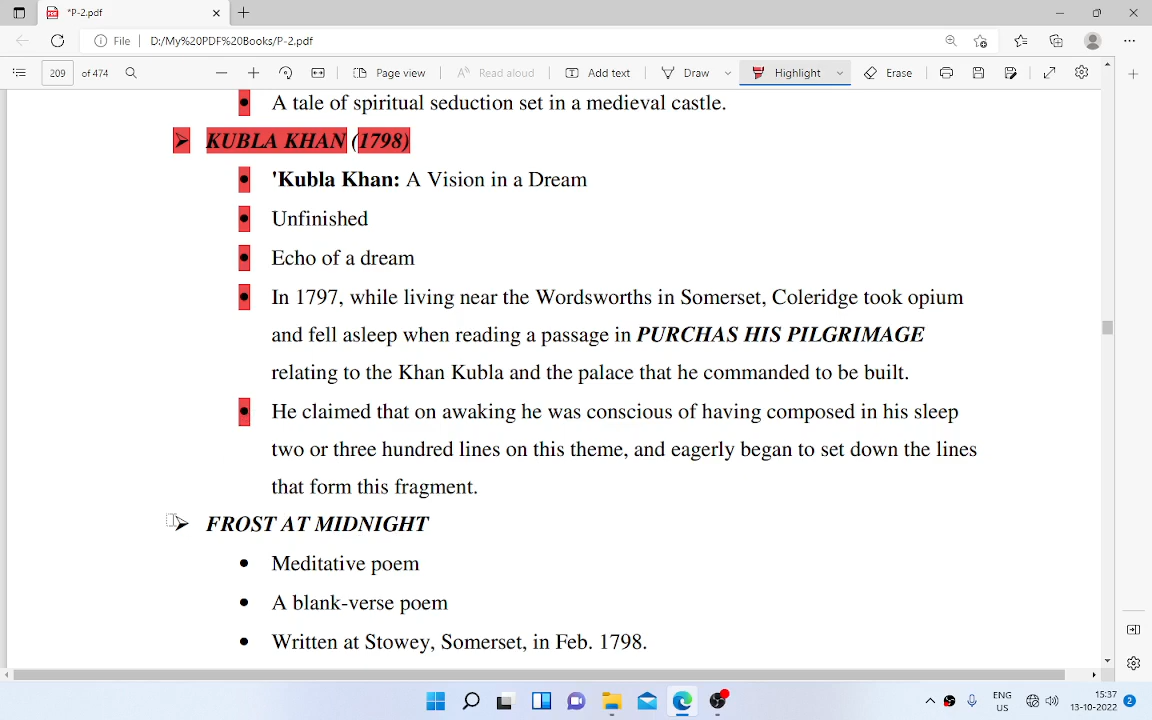 *P-2.pdf
File D:/My%20PDF%20Books/P-2.pdf
209 of 474 Page view Read aloud Add text Draw Highlight Erase
• A tale of spiritual seduction set in a medieval castle.
➢ KUBLA KHAN (1798)
• 'Kubla Khan: A Vision in a Dream
• Unfinished
• Echo of a dream
• In 1797, while living near the Wordsworths in Somerset, Coleridge took opium
and fell asleep when reading a passage in PURCHAS HIS PILGRIMAGE
relating to the Khan Kubla and the palace that he commanded to be built.
• He claimed that on awaking he was conscious of having composed in his sleep
two or three hundred lines on this theme, and eagerly began to set down the lines
that form this fragment.
➢ FROST AT MIDNIGHT
• Meditative poem
• A blank-verse poem
• Written at Stowey, Somerset, in Feb. 1798.
ENG 15:37
US 13-10-2022 2